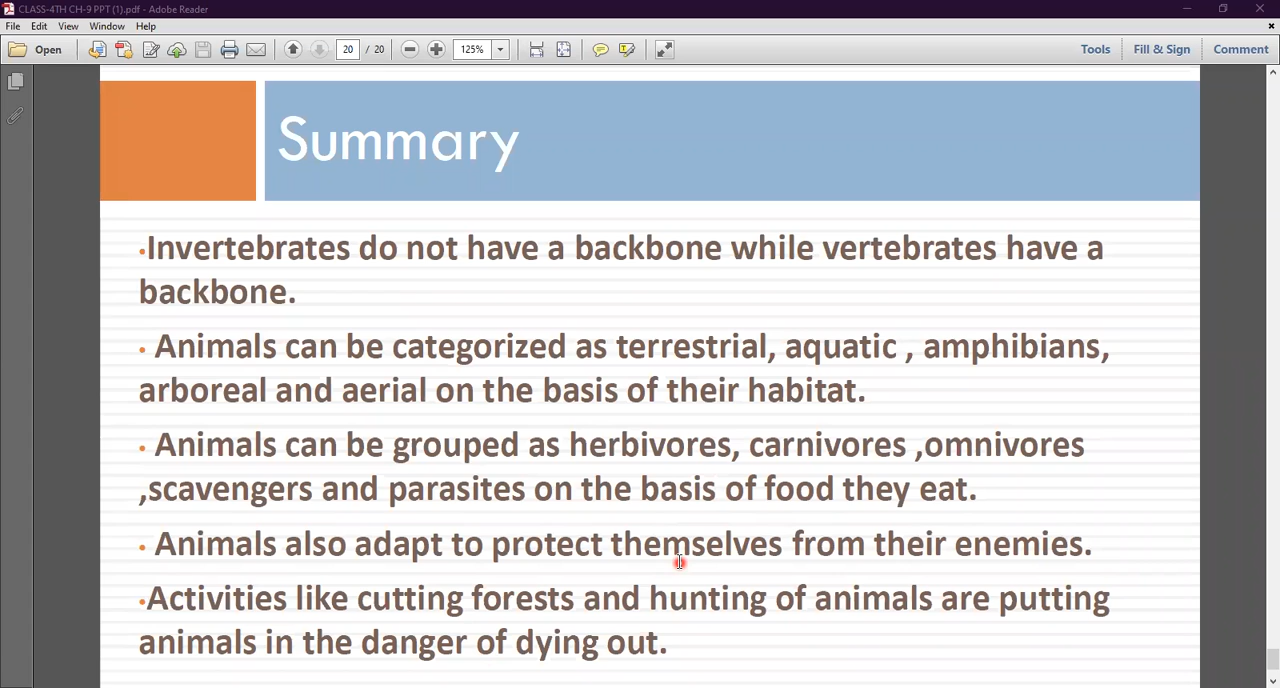 CLASS-4TH CH-9 PPT (1).pdf - Adobe Reader
File Edit View Window Help
Open 20 / 20 125% Tools Fill & Sign Comment
Summary
•Invertebrates do not have a backbone while vertebrates have a
backbone.
• Animals can be categorized as terrestrial, aquatic , amphibians,
arboreal and aerial on the basis of their habitat.
• Animals can be grouped as herbivores, carnivores ,omnivores
,scavengers and parasites on the basis of food they eat.
• Animals also adapt to protect themselves from their enemies.
•Activities like cutting forests and hunting of animals are putting
animals in the danger of dying out.